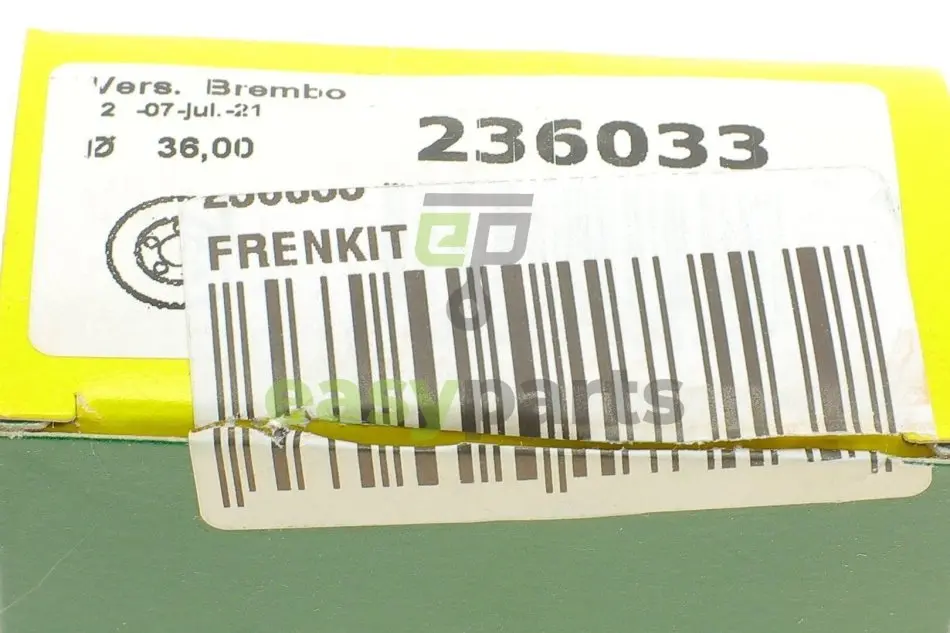 Vers. Brembo
2 -07-Jul.-21
Ø 36,00
236033
FRENKIT
easyparts